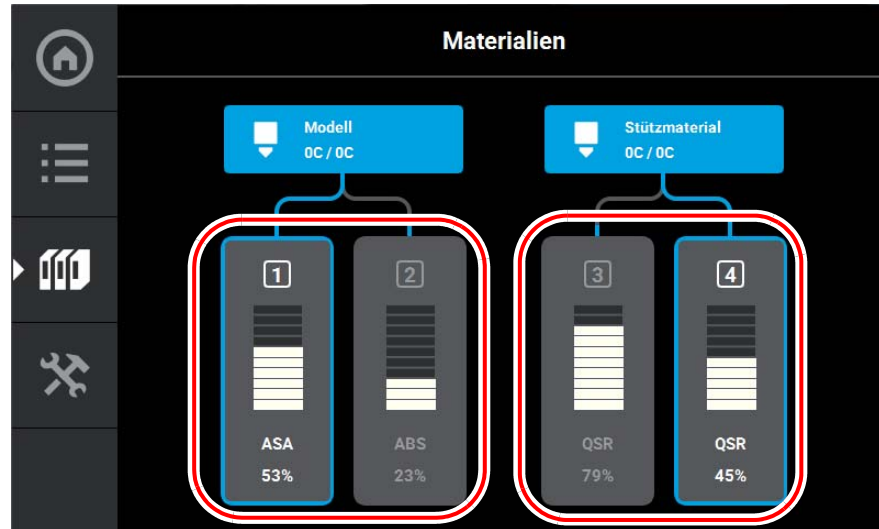 Materialien
Modell
0C / 0C
Stützmaterial
0C / 0C
1
2
3
4
ASA
ABS
QSR
QSR
53%
23%
79%
45%